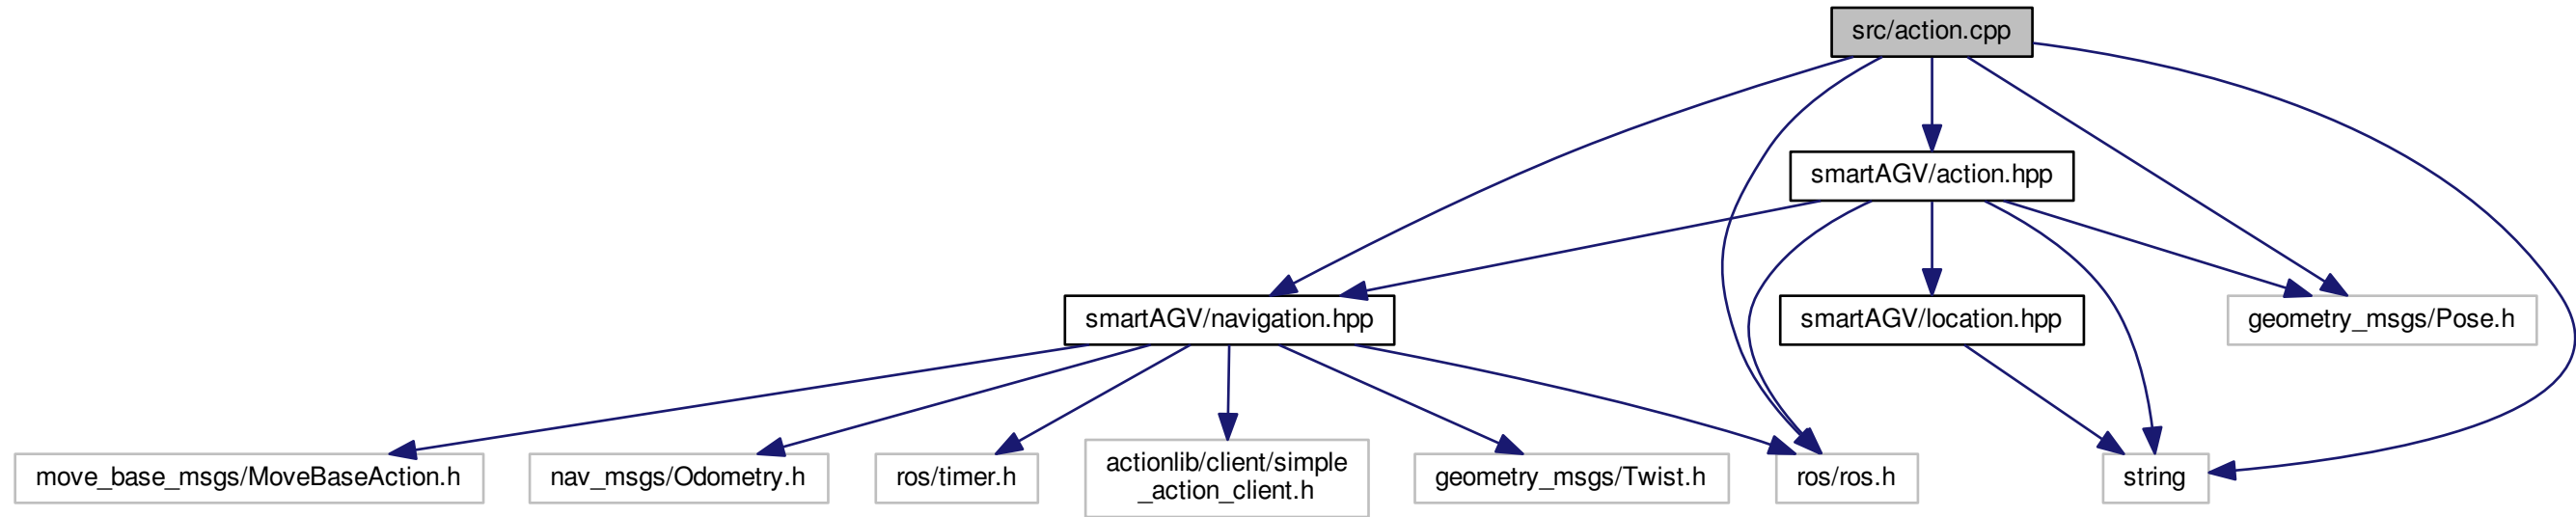 src/action.cpp
smartAGV/action.hpp
smartAGV/navigation.hpp
smartAGV/location.hpp
geometry_msgs/Pose.h
move_base_msgs/MoveBaseAction.h
nav_msgs/Odometry.h
ros/timer.h
actionlib/client/simple
_action_client.h
geometry_msgs/Twist.h
ros/ros.h
string